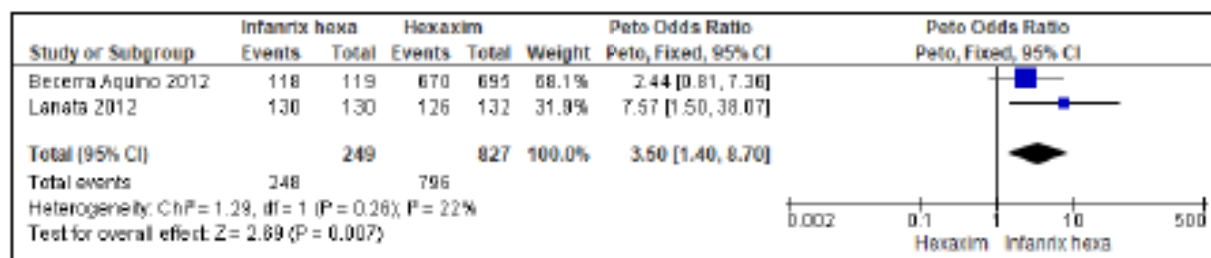 Infanrix hexa Hexaxim Peto Odds Ratio Peto Odds Ratio
Study or Subgroup Events Total Events Total Weight Peto, Fixed, 95% CI Peto, Fixed, 95% CI
Becerra Aquino 2012 118 119 670 695 68.1% 2.44 [0.81, 7.36]
Lanata 2012 130 130 126 132 31.9% 7.57 [1.50, 38.07]
Total (95% CI) 249 827 100.0% 3.50 [1.40, 8.70]
Total events 248 796
Heterogeneity: Chi² = 1.29, df = 1 (P = 0.26); I² = 22%
Test for overall effect: Z = 2.69 (P = 0.007)
0.002 0.1 1 10 500
Hexaxim Infanrix hexa